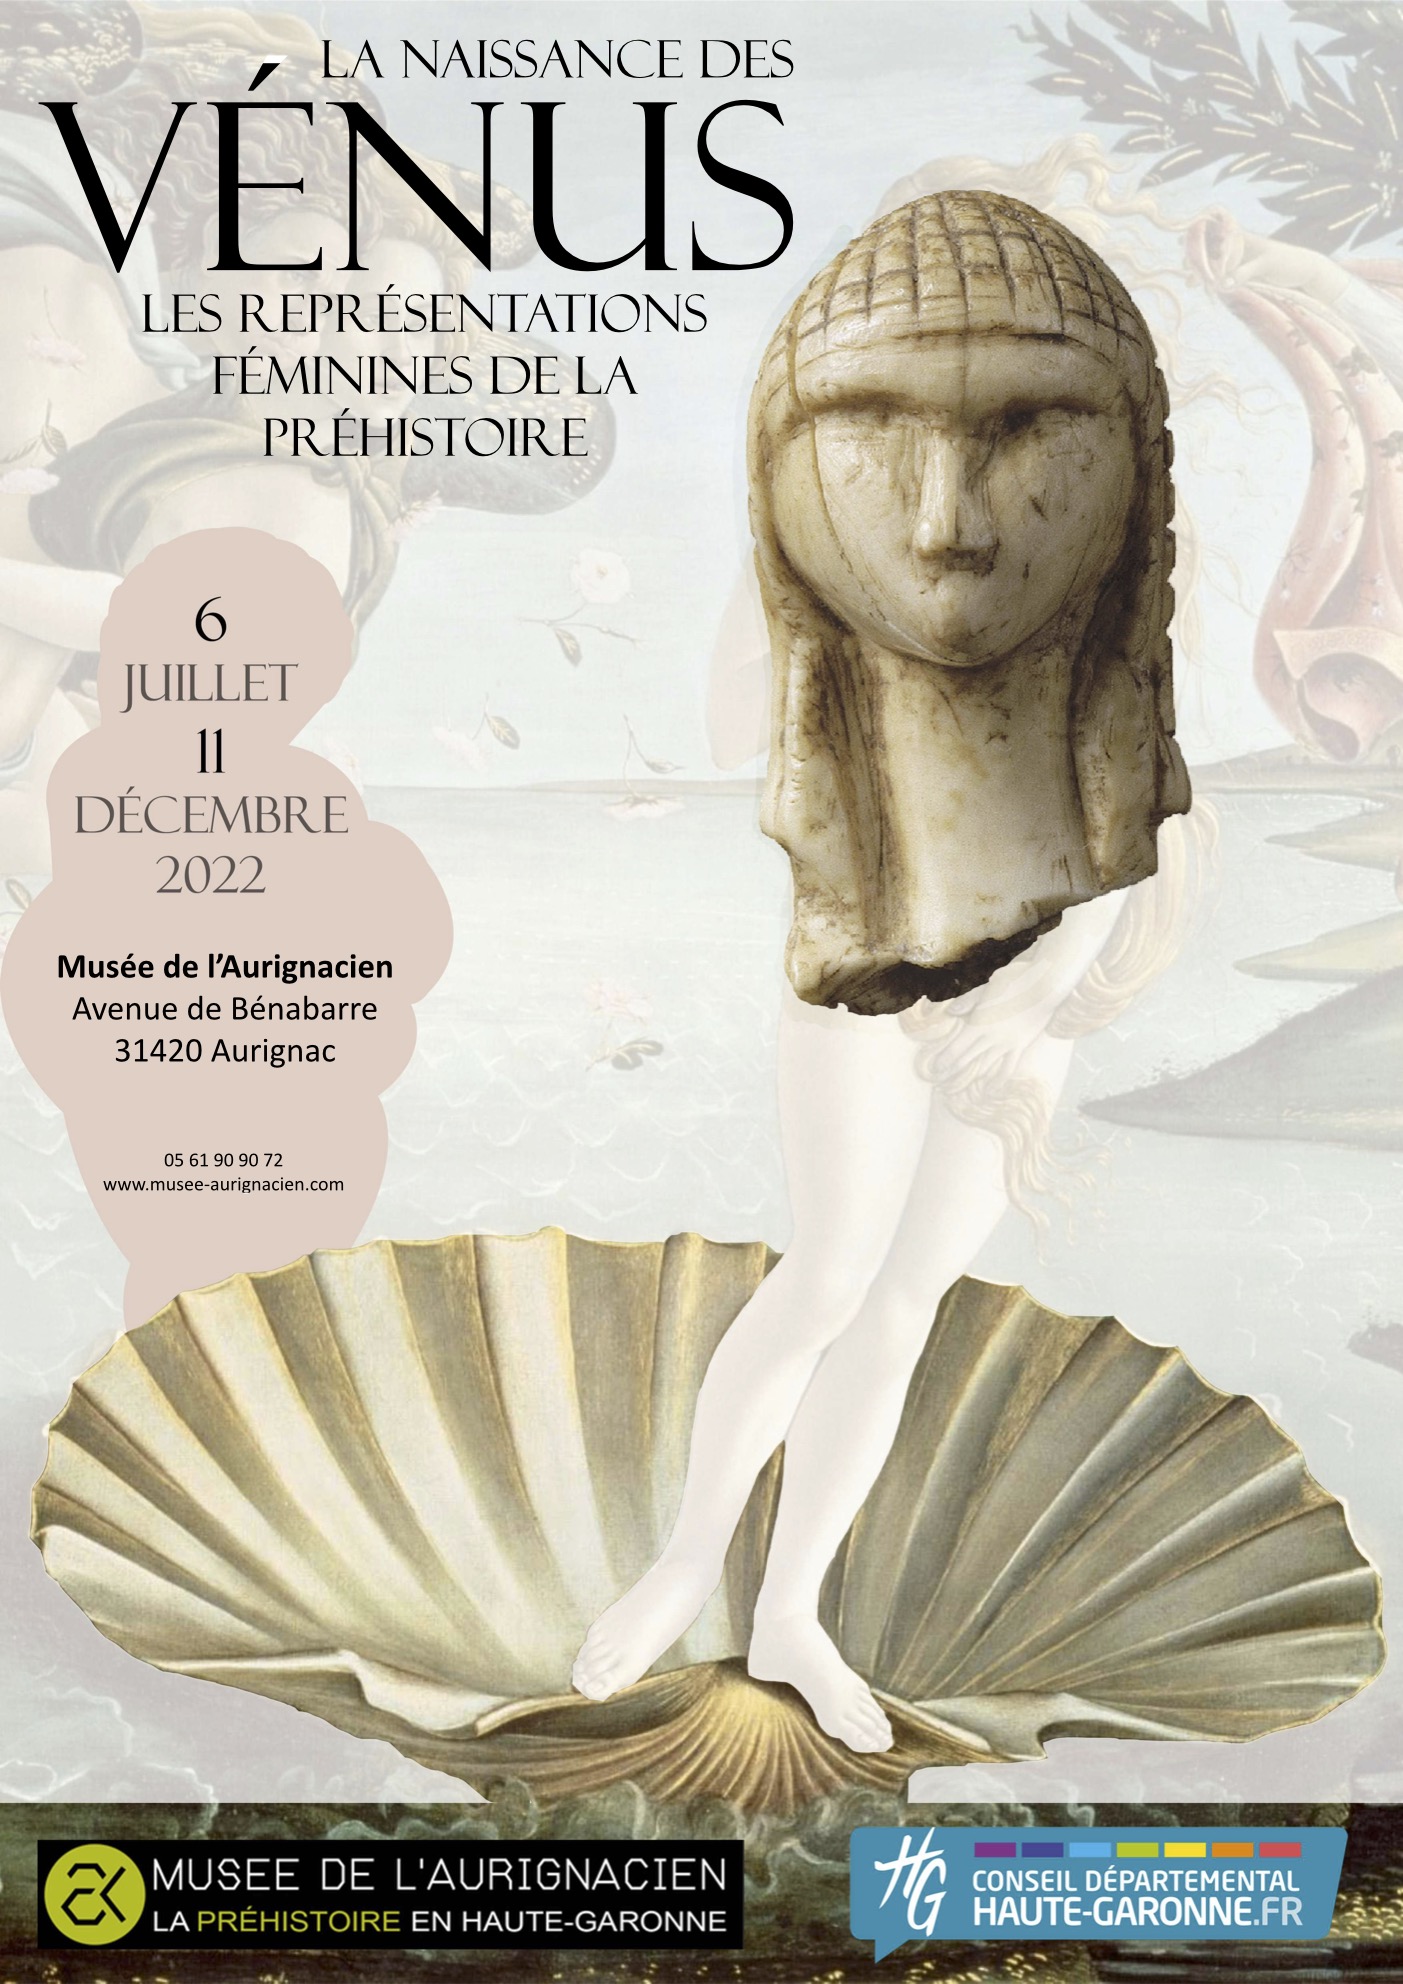 LA NAISSANCE DES
VÉNUS
LES REPRÉSENTATIONS
FÉMININES DE LA
PRÉHISTOIRE
6
JUILLET
11
DÉCEMBRE
2022
Musée de l'Aurignacien
Avenue de Bénabarre
31420 Aurignac
05 61 90 90 72
www.musee-aurignacien.com
MUSEE DE L'AURIGNACIEN
LA PRÉHISTOIRE EN HAUTE-GARONNE
HG
CONSEIL DÉPARTEMENTAL
HAUTE-GARONNE.FR